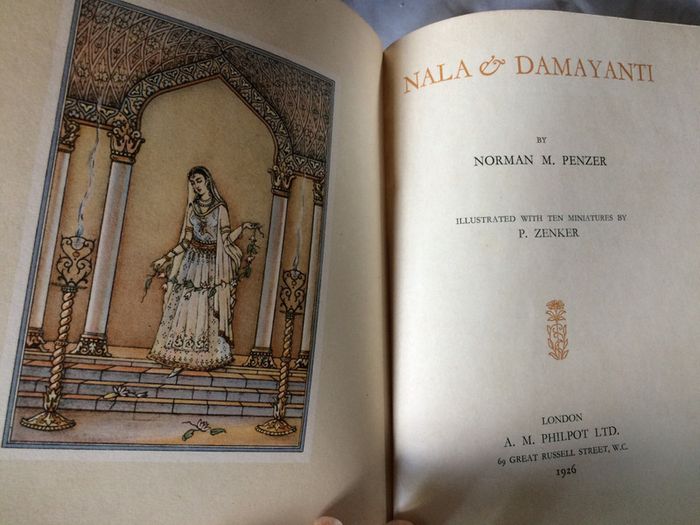 NALA & DAMAYANTI
BY
NORMAN M. PENZER
ILLUSTRATED WITH TEN MINIATURES BY
P. ZENKER
LONDON
A. M. PHILPOT LTD.
69 GREAT RUSSELL STREET, W.C.
1926